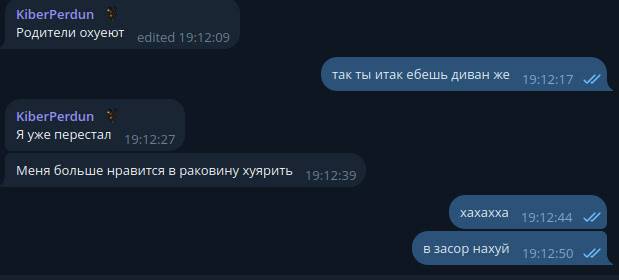 KiberPerdun
Родители охуеют edited 19:12:09
так ты итак ебешь диван же 19:12:17
KiberPerdun
Я уже перестал 19:12:27
Меня больше нравится в раковину хуярить 19:12:39
хахахха 19:12:44
в засор нахуй 19:12:50